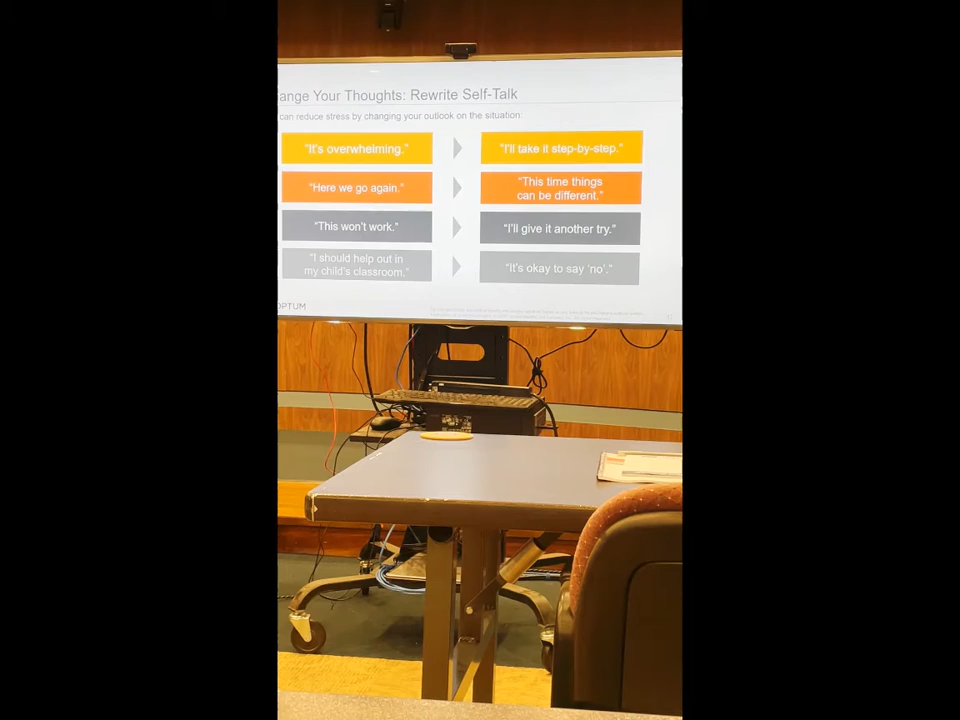 ange Your Thoughts: Rewrite Self-Talk
can reduce stress by changing your outlook on the situation:
"It's overwhelming."
"I'll take it step-by-step."
"Here we go again."
"This time things
can be different."
"This won't work."
"I'll give it another try."
"I should help out in
my child's classroom."
"It's okay to say 'no'."
OPTUM